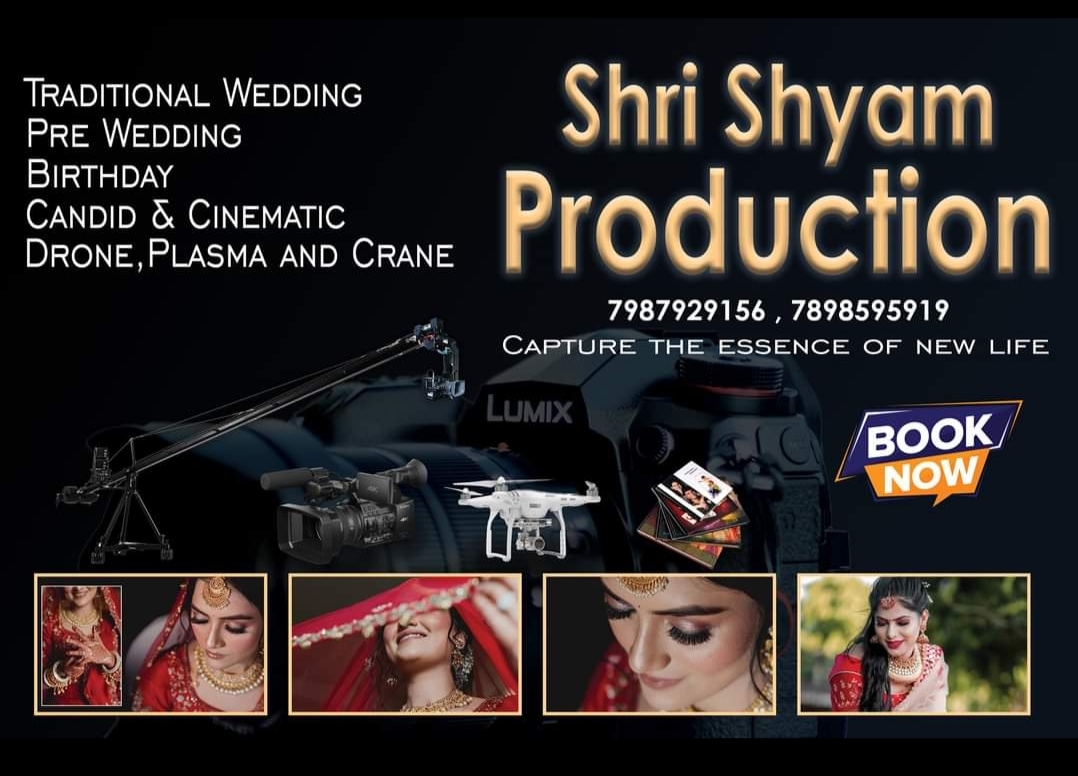 TRADITIONAL WEDDING
PRE WEDDING
BIRTHDAY
CANDID & CINEMATIC
DRONE, PLASMA AND CRANE
Shri Shyam
Production
7987929156 , 7898595919
CAPTURE THE ESSENCE OF NEW LIFE
LUMIX
BOOK
NOW